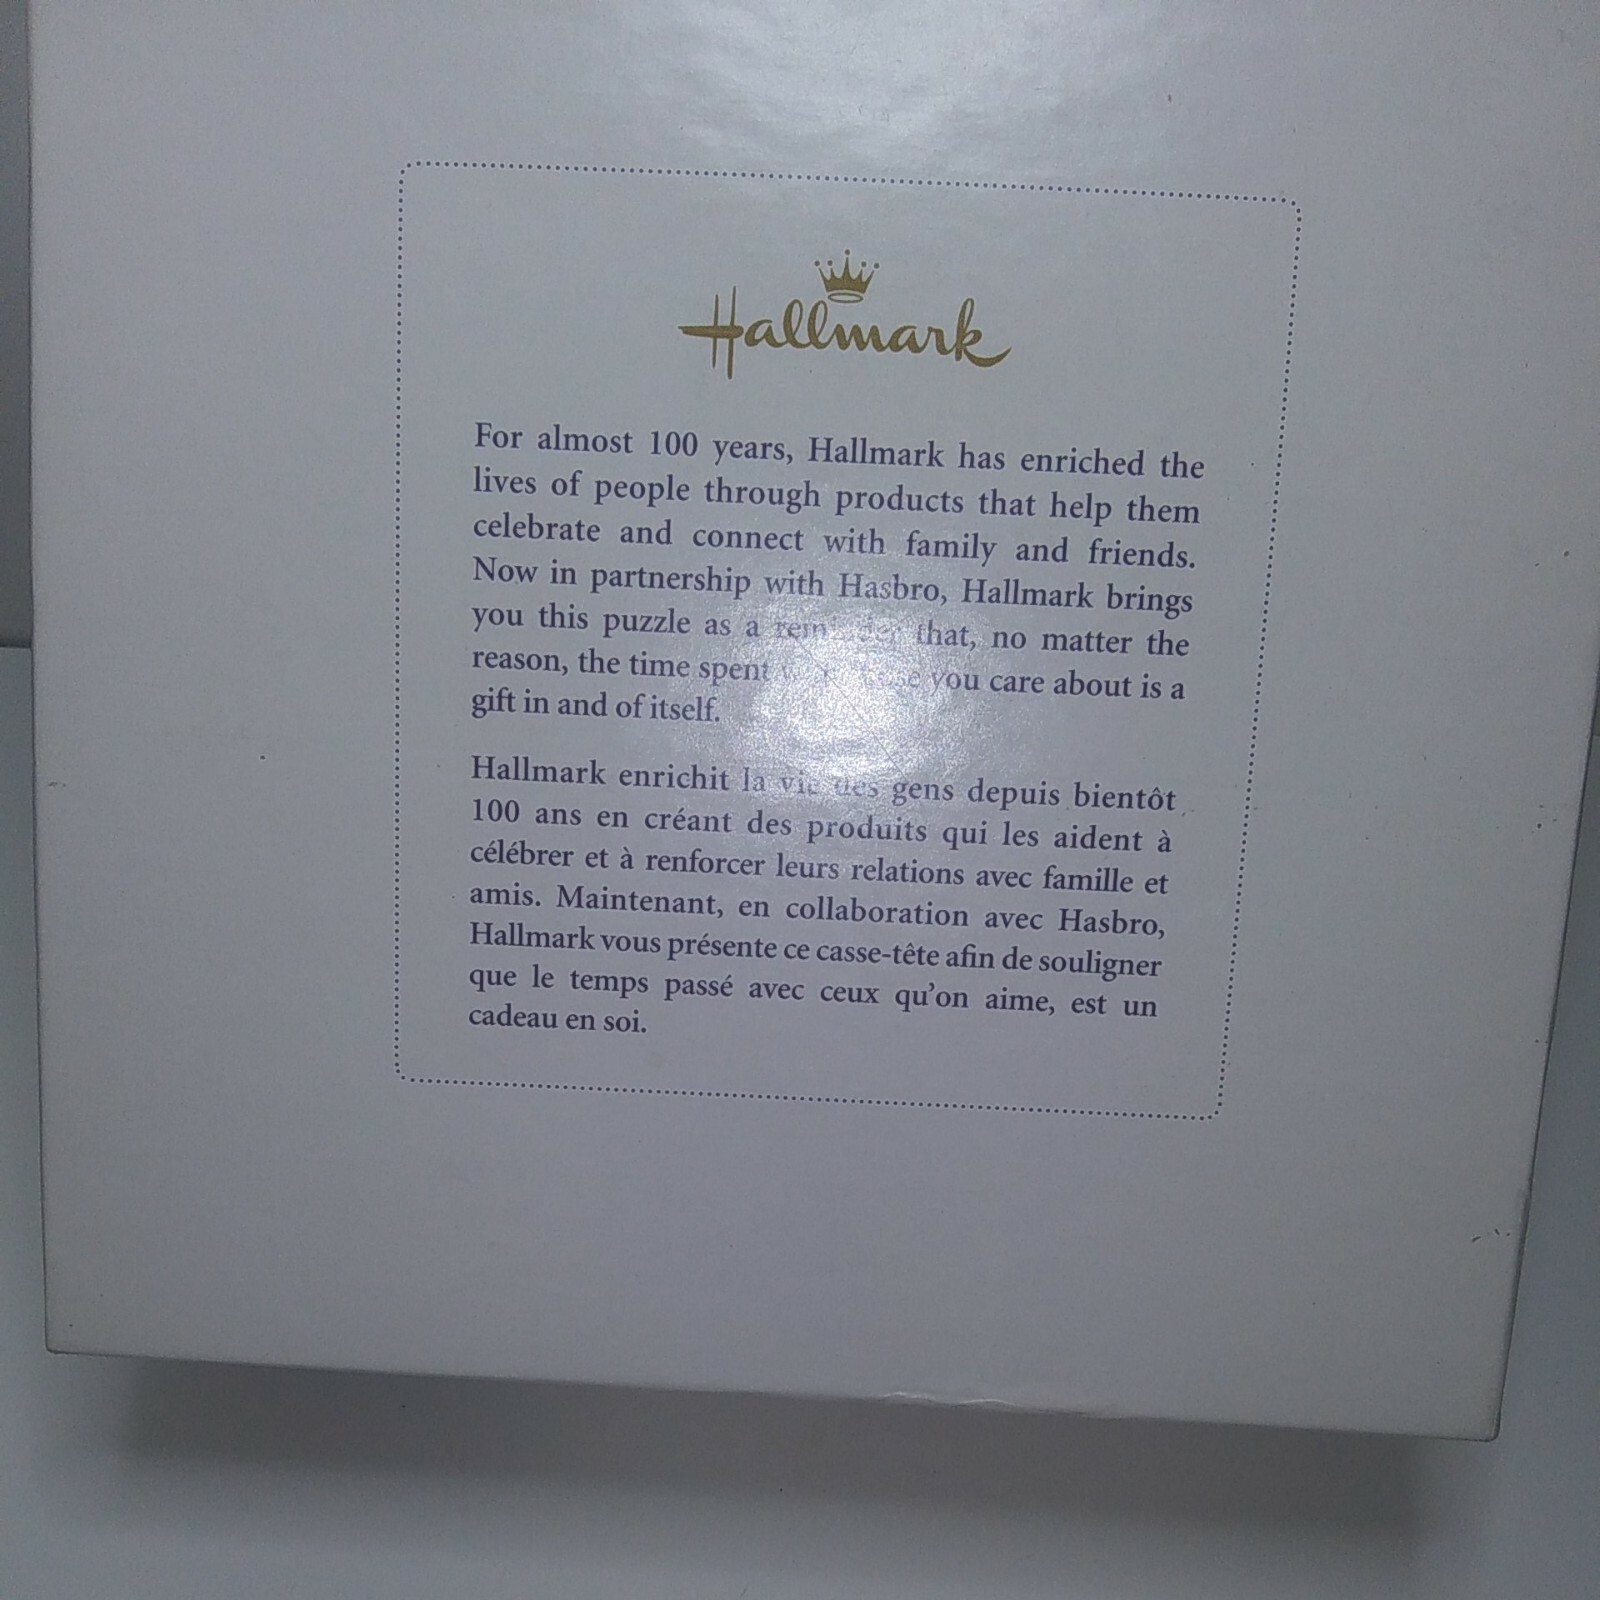 Hallmark
For almost 100 years, Hallmark has enriched the
lives of people through products that help them
celebrate and connect with family and friends.
Now in partnership with Hasbro, Hallmark brings
you this puzzle as a reminder that, no matter the
reason, the time spent you care about is a
gift in and of itself.
Hallmark enrichit la vie des gens depuis bientôt
100 ans en créant des produits qui les aident à
célébrer et à renforcer leurs relations avec famille et
amis. Maintenant, en collaboration avec Hasbro,
Hallmark vous présente ce casse-tête afin de souligner
que le temps passé avec ceux qu'on aime, est un
cadeau en soi.